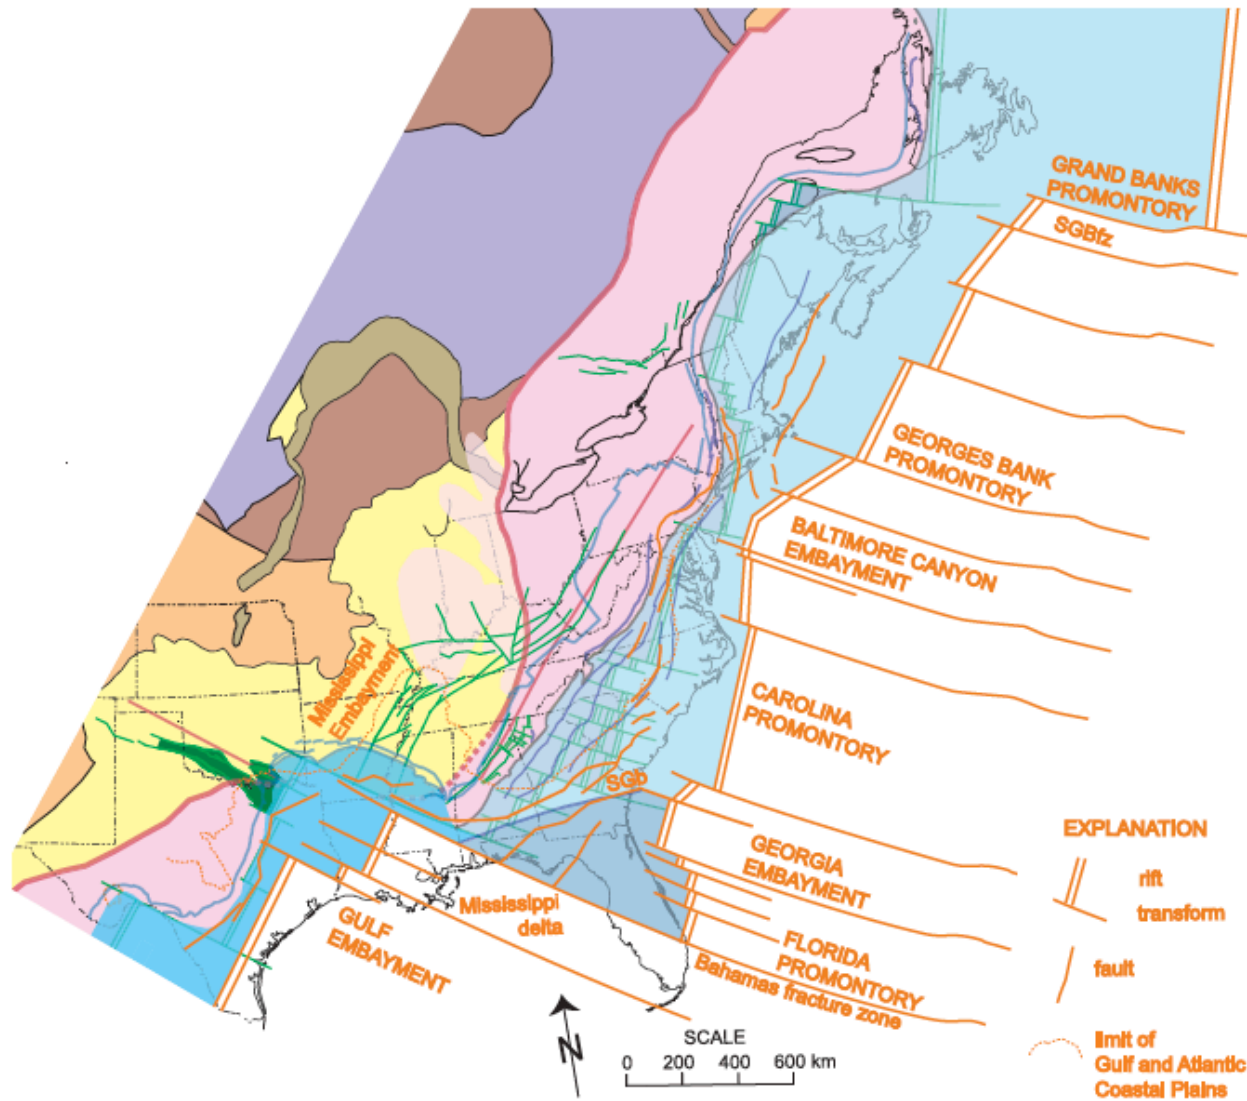 GRAND BANKS
PROMONTORY
SGBfz
GEORGES BANK
PROMONTORY
BALTIMORE CANYON
EMBAYMENT
Mississippi
Embayment
CAROLINA
PROMONTORY
SGb
EXPLANATION
rift
transform
fault
limit of
Gulf and Atlantic
Coastal Plains
GEORGIA
EMBAYMENT
Mississippi
delta
GULF
EMBAYMENT
FLORIDA
PROMONTORY
Bahamas fracture zone
N
SCALE
0 200 400 600 km